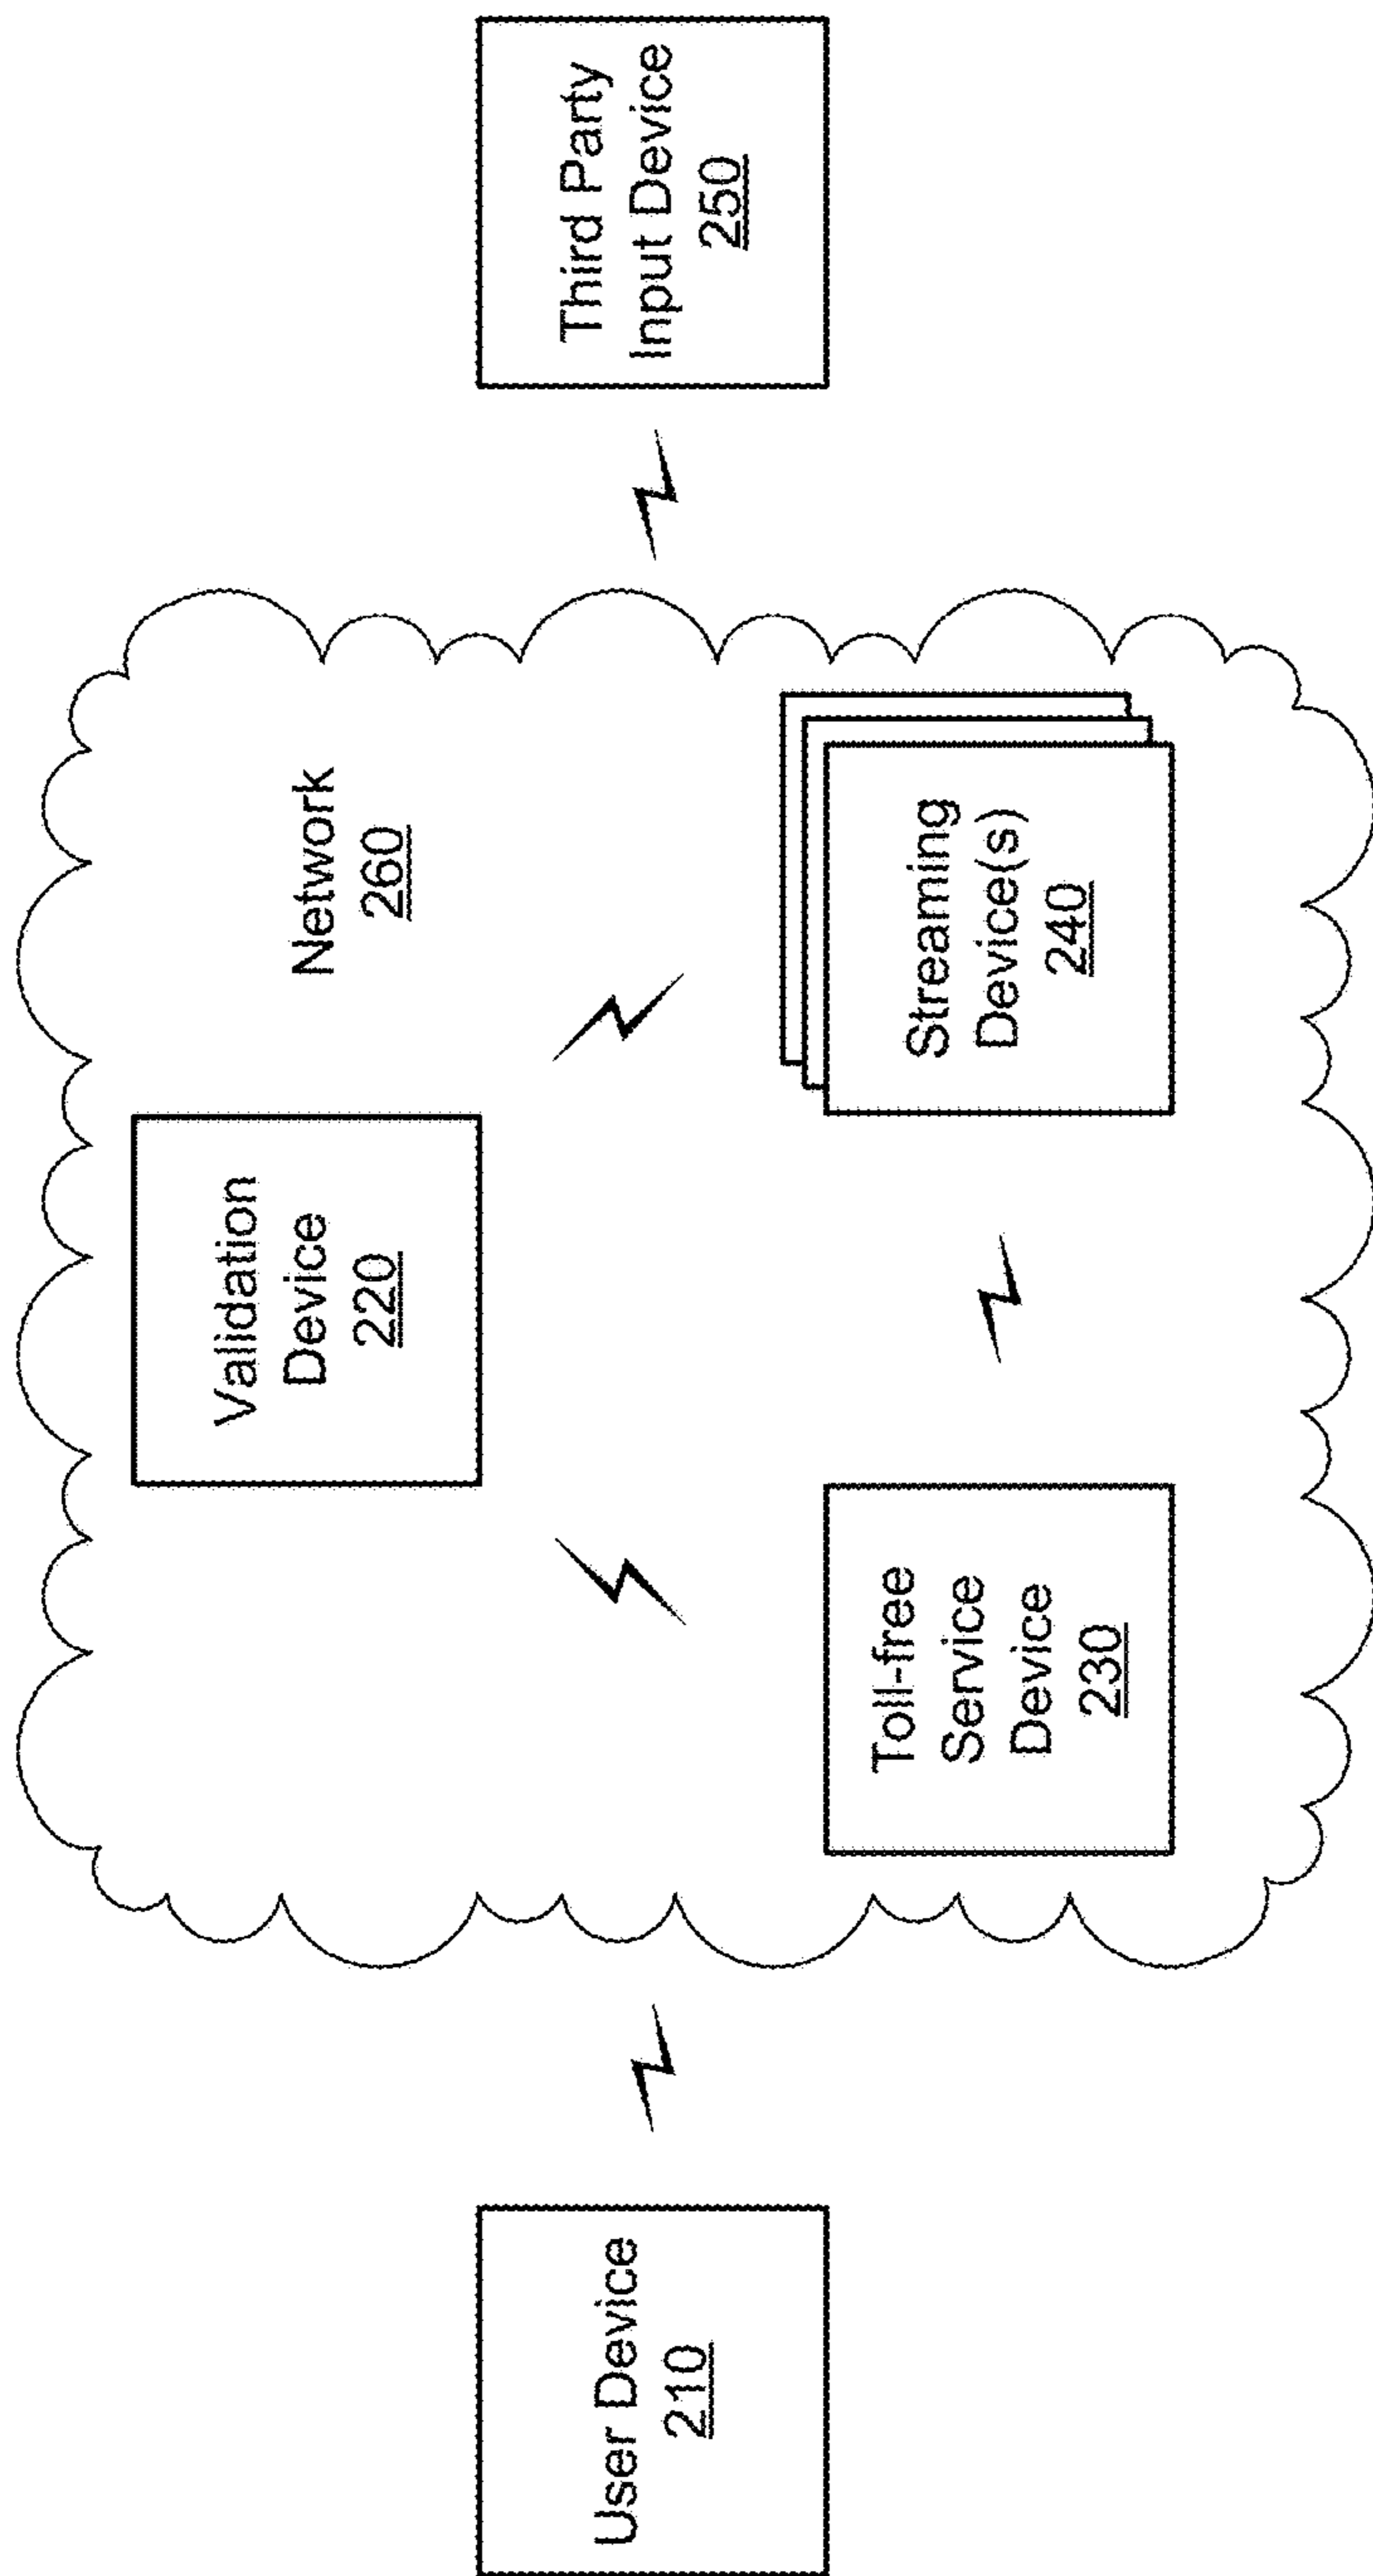 User Device
210
Validation
Device
220
Network
260
Toll-free
Service
Device
230
Streaming
Device(s)
240
Third Party
Input Device
250